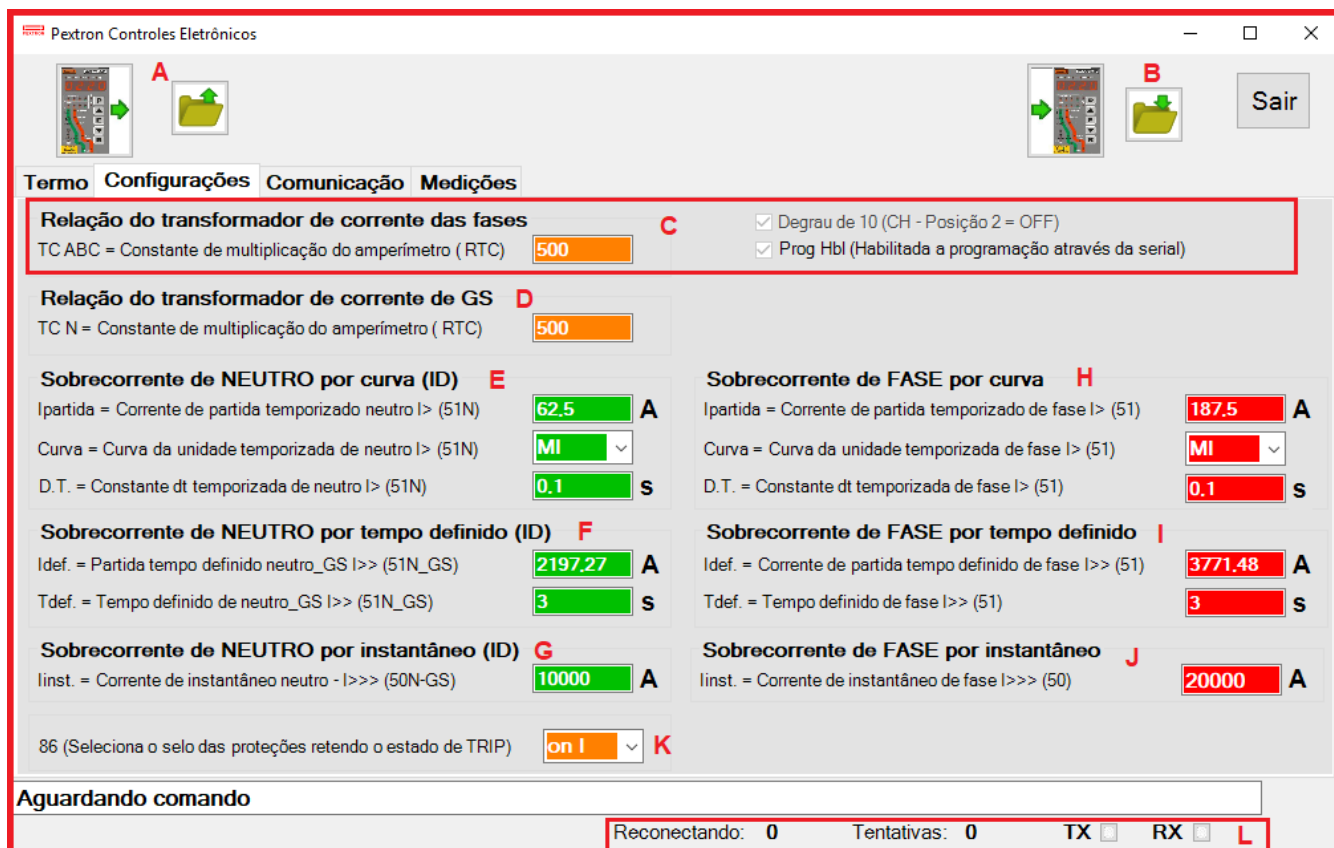 Pextron Controles Eletrônicos
A
B
Sair
Termo Configurações Comunicação Medições
Relação do transformador de corrente das fases
C
Degrau de 10 (CH - Posição 2 = OFF)
TC ABC = Constante de multiplicação do amperímetro ( RTC) 500
Prog Hbl (Habilitada a programação através da serial)
Relação do transformador de corrente de GS D
TC N = Constante de multiplicação do amperímetro ( RTC) 500
Sobrecorrente de NEUTRO por curva (ID) E
Ipartida = Corrente de partida temporizado neutro I> (51N) 62,5 A
Curva = Curva da unidade temporizada de neutro I> (51N) MI
D.T. = Constante dt temporizada de neutro I> (51N) 0,1 s
Sobrecorrente de FASE por curva H
Ipartida = Corrente de partida temporizado de fase I> (51) 187,5 A
Curva = Curva da unidade temporizada de fase I> (51) MI
D.T. = Constante dt temporizada de fase I> (51) 0,1 s
Sobrecorrente de NEUTRO por tempo definido (ID) F
Idef. = Partida tempo definido neutro_GS I>> (51N_GS) 2197,27 A
Tdef. = Tempo definido de neutro_GS I>> (51N_GS) 3 s
Sobrecorrente de FASE por tempo definido I
Idef. = Corrente de partida tempo definido de fase I>> (51) 3771,48 A
Tdef. = Tempo definido de fase I>> (51) 3 s
Sobrecorrente de NEUTRO por instantâneo (ID) G
Iinst. = Corrente de instantâneo neutro - I>>> (50N-GS) 10000 A
Sobrecorrente de FASE por instantâneo J
Iinst. = Corrente de instantâneo de fase I>>> (50) 20000 A
86 (Seleciona o selo das proteções retendo o estado de TRIP) on I K
Aguardando comando
Reconectando: 0 Tentativas: 0 TX RX L